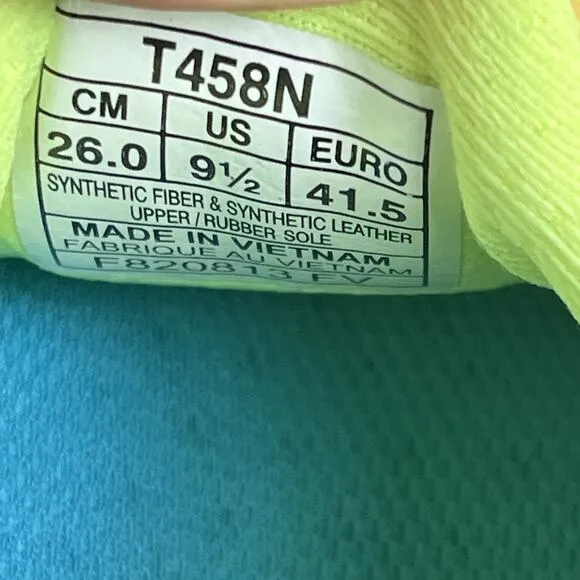 T458N
CM US EURO
26.0 9½ 41.5
SYNTHETIC FIBER & SYNTHETIC LEATHER
UPPER / RUBBER SOLE
MADE IN VIETNAM
FABRIQUE AU VIETNAM
F820813 FV